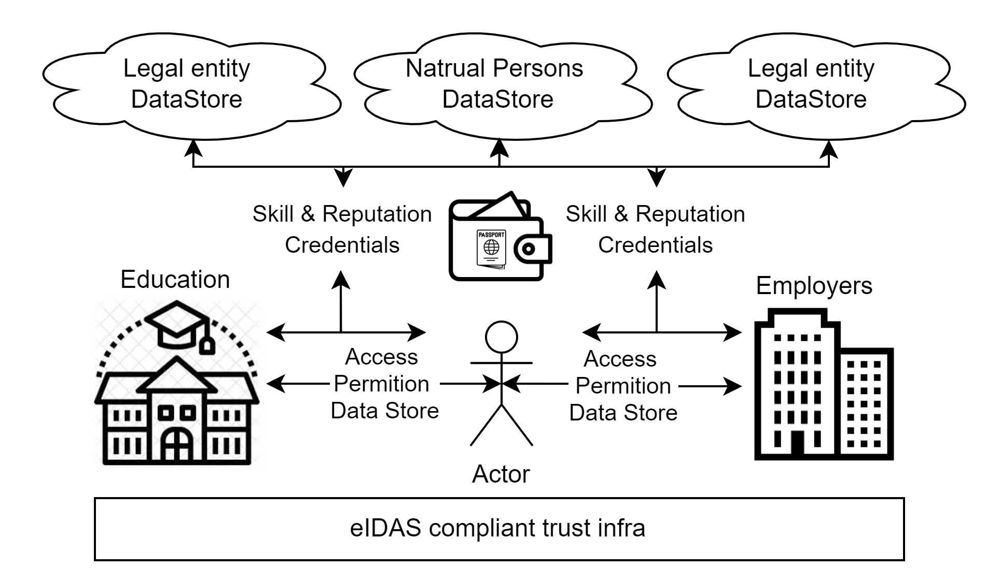 Legal entity
DataStore
Natrual Persons
DataStore
Legal entity
DataStore
Skill & Reputation
Credentials
PASSPORT
Skill & Reputation
Credentials
Education
Employers
Access
Permition
Data Store
Access
Permition
Data Store
Actor
eIDAS compliant trust infra